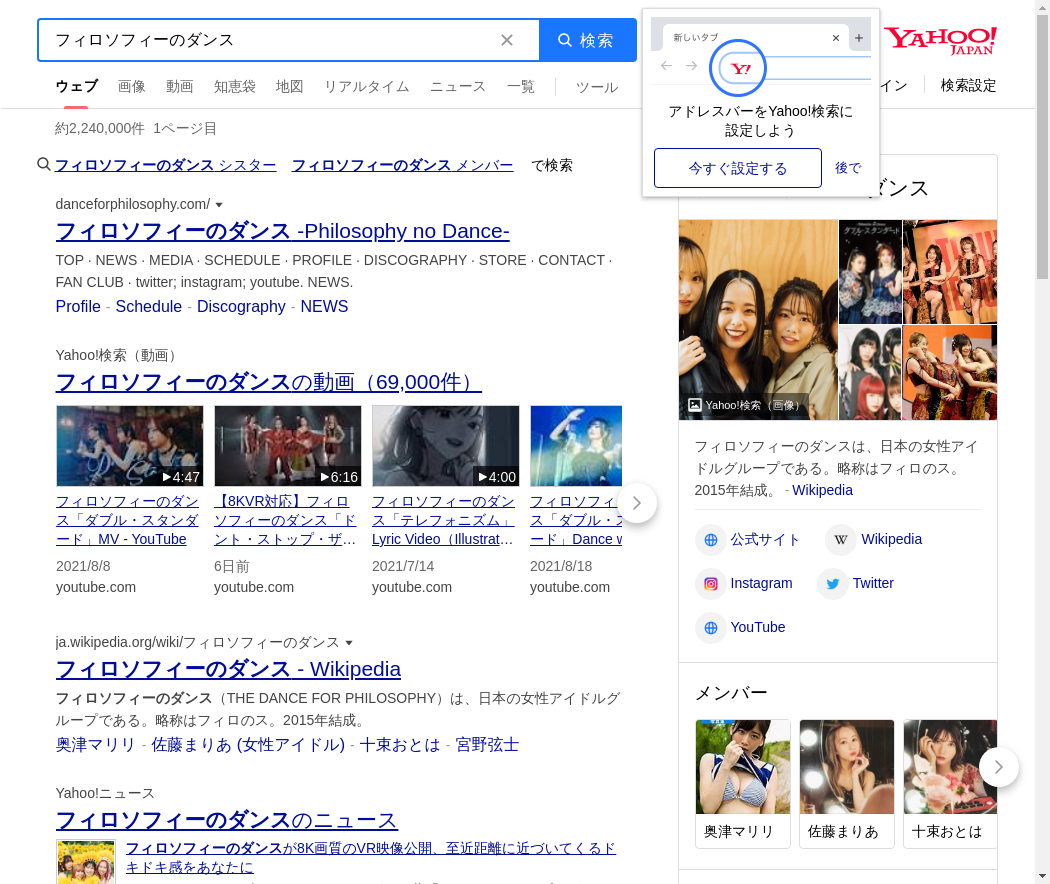 フィロソフィーのダンス
検索
新しいタブ
Y!
YAHOO!
JAPAN
ウェブ
画像
動画
知恵袋
地図
リアルタイム
ニュース
一覧
ツール
イン
検索設定
アドレスバーをYahoo!検索に
設定しよう
今すぐ設定する
後で
約2,240,000件 1ページ目
フィロソフィーのダンス シスター フィロソフィーのダンス メンバー で検索
danceforphilosophy.com/
フィロソフィーのダンス -Philosophy no Dance-
TOP · NEWS · MEDIA · SCHEDULE · PROFILE · DISCOGRAPHY · STORE · CONTACT ·
FAN CLUB · twitter; instagram; youtube. NEWS.
Profile - Schedule - Discography - NEWS
Yahoo!検索（動画）
フィロソフィーのダンスの動画（69,000件）
4:47
6:16
4:00
フィロソフィーのダン
ス「ダブル・スタンダ
ード」MV - YouTube
2021/8/8
youtube.com
【8KVR対応】フィロ
ソフィーのダンス「ド
ント・ストップ・ザ…
6日前
youtube.com
フィロソフィーのダン
ス「テレフォニズム」
Lyric Video（Illustrat…
2021/7/14
youtube.com
フィロソフィ
ス「ダブル・ス
ード」Dance v
2021/8/18
youtube.com
ja.wikipedia.org/wiki/フィロソフィーのダンス
フィロソフィーのダンス - Wikipedia
フィロソフィーのダンス（THE DANCE FOR PHILOSOPHY）は、日本の女性アイドルグ
ループである。略称はフィロのス。2015年結成。
奥津マリリ - 佐藤まりあ (女性アイドル) - 十束おとは - 宮野弦士
Yahoo!ニュース
フィロソフィーのダンスのニュース
フィロソフィーのダンスが8K画質のVR映像公開、至近距離に近づいてくるド
キドキ感をあなたに
ダンス
Yahoo!検索（画像）
フィロソフィーのダンスは、日本の女性アイ
ドルグループである。略称はフィロのス。
2015年結成。 - Wikipedia
公式サイト
Wikipedia
Instagram
Twitter
YouTube
メンバー
奥津マリリ
佐藤まりあ
十束おとは